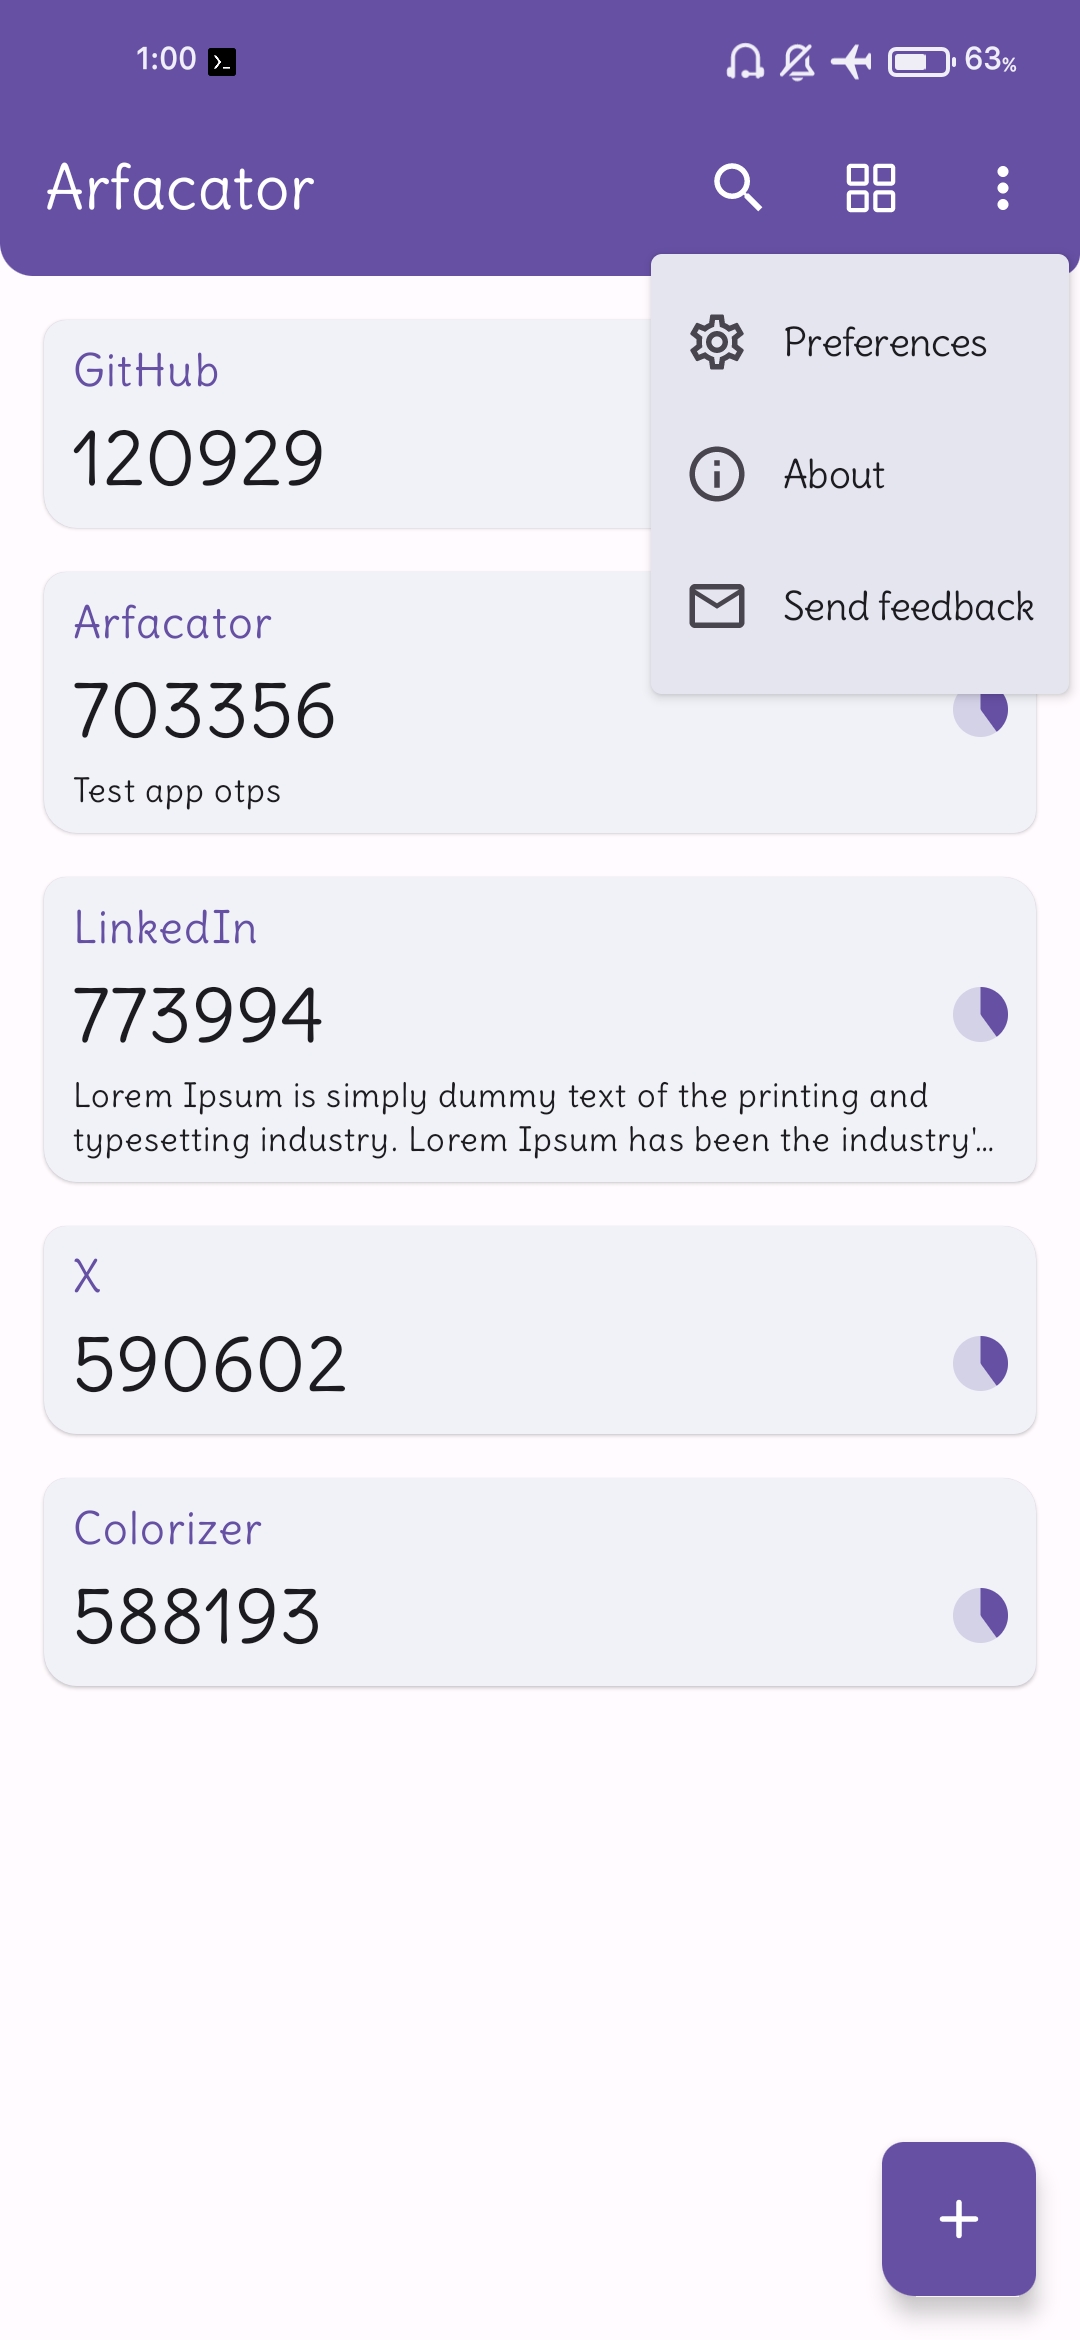 1:00
63%
Arfacator
Preferences
About
Send feedback
GitHub
120929
Arfacator
703356
Test app otps
LinkedIn
773994
Lorem Ipsum is simply dummy text of the printing and
typesetting industry. Lorem Ipsum has been the industry'...
X
590602
Colorizer
588193